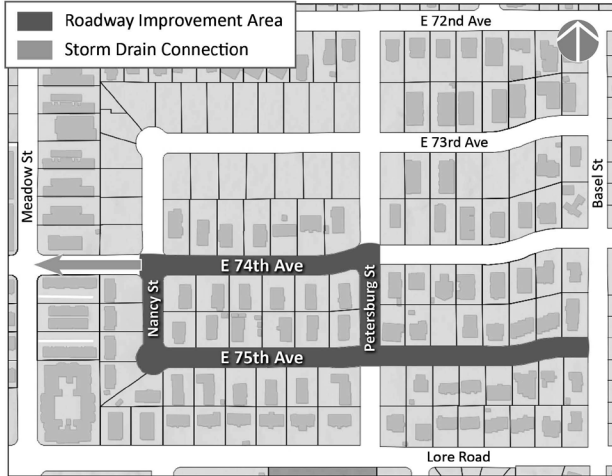 Roadway Improvement Area
Storm Drain Connection
E 72nd Ave
E 73rd Ave
Meadow St
Basel St
E 74th Ave
Nancy St
Petersburg St
E 75th Ave
Lore Road